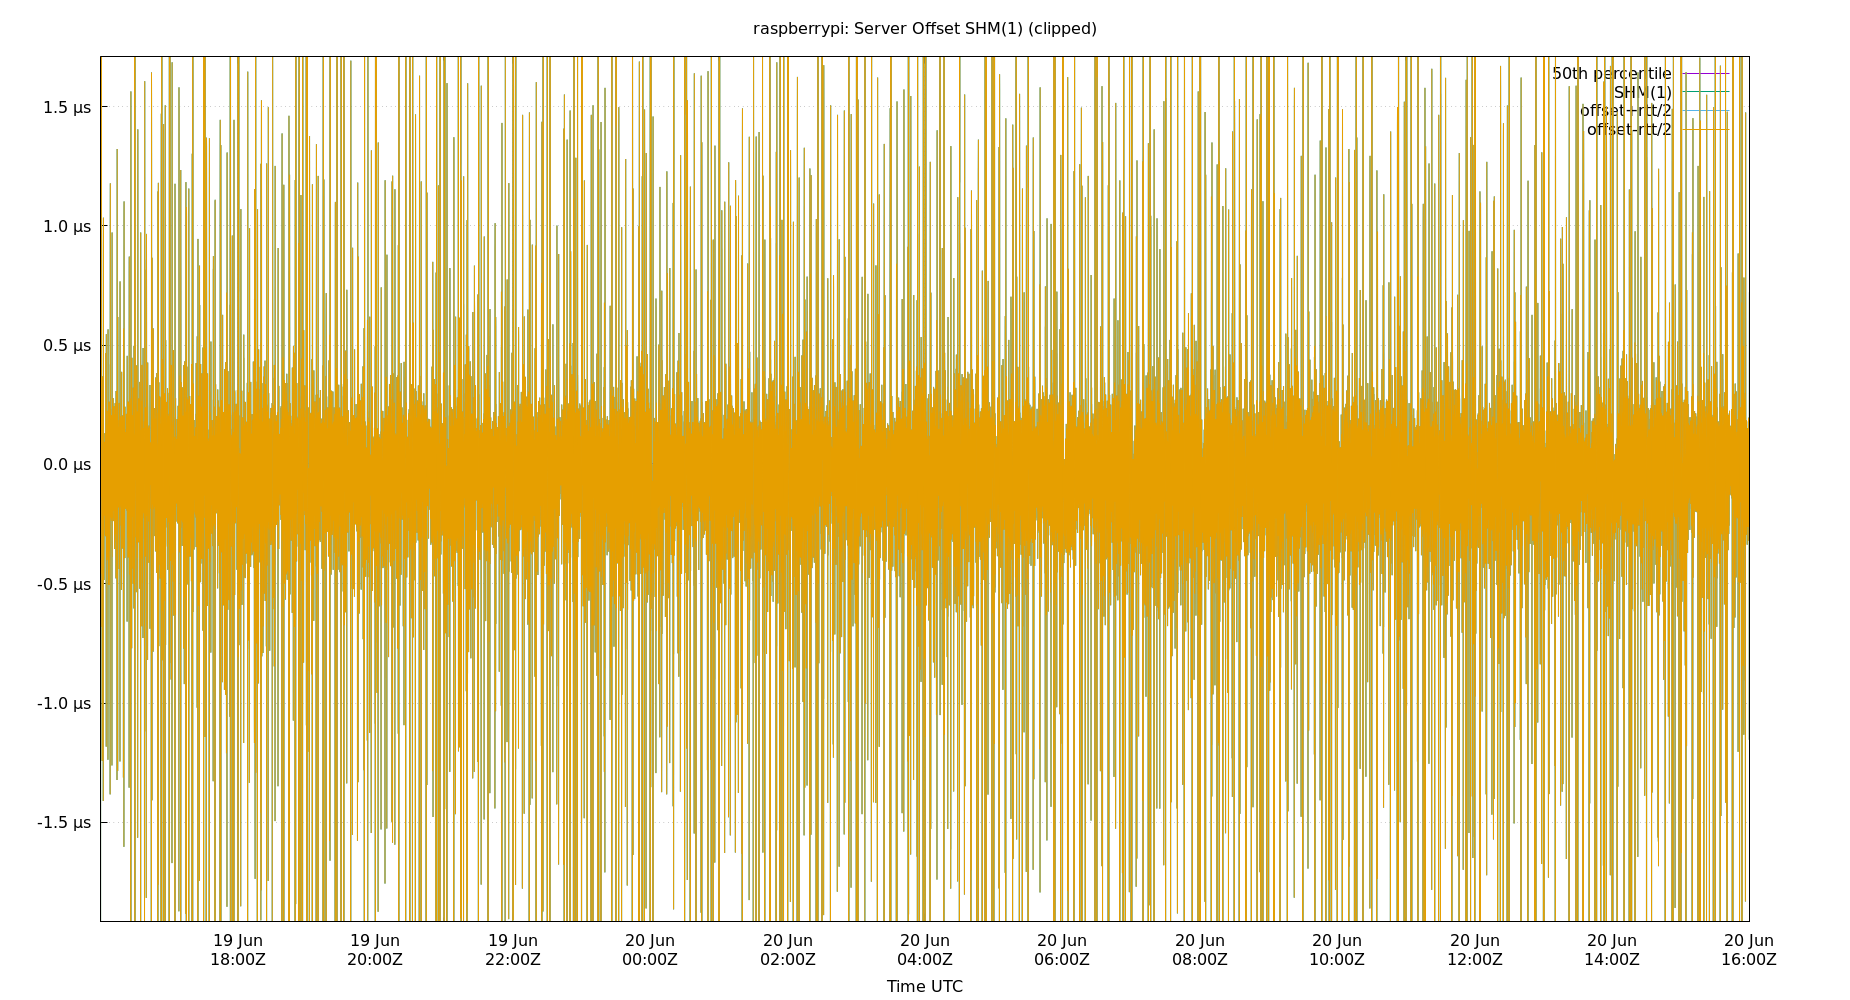 raspberrypi: Server Offset SHM(1) (clipped)
50th percentile
SHM(1)
offset+rtt/2
offset-rtt/2
1.5 µs
1.0 µs
0.5 µs
0.0 µs
-0.5 µs
-1.0 µs
-1.5 µs
19 Jun 19 Jun 19 Jun 20 Jun 20 Jun 20 Jun 20 Jun 20 Jun 20 Jun 20 Jun 20 Jun 20 Jun
18:00Z 20:00Z 22:00Z 00:00Z 02:00Z 04:00Z 06:00Z 08:00Z 10:00Z 12:00Z 14:00Z 16:00Z
Time UTC